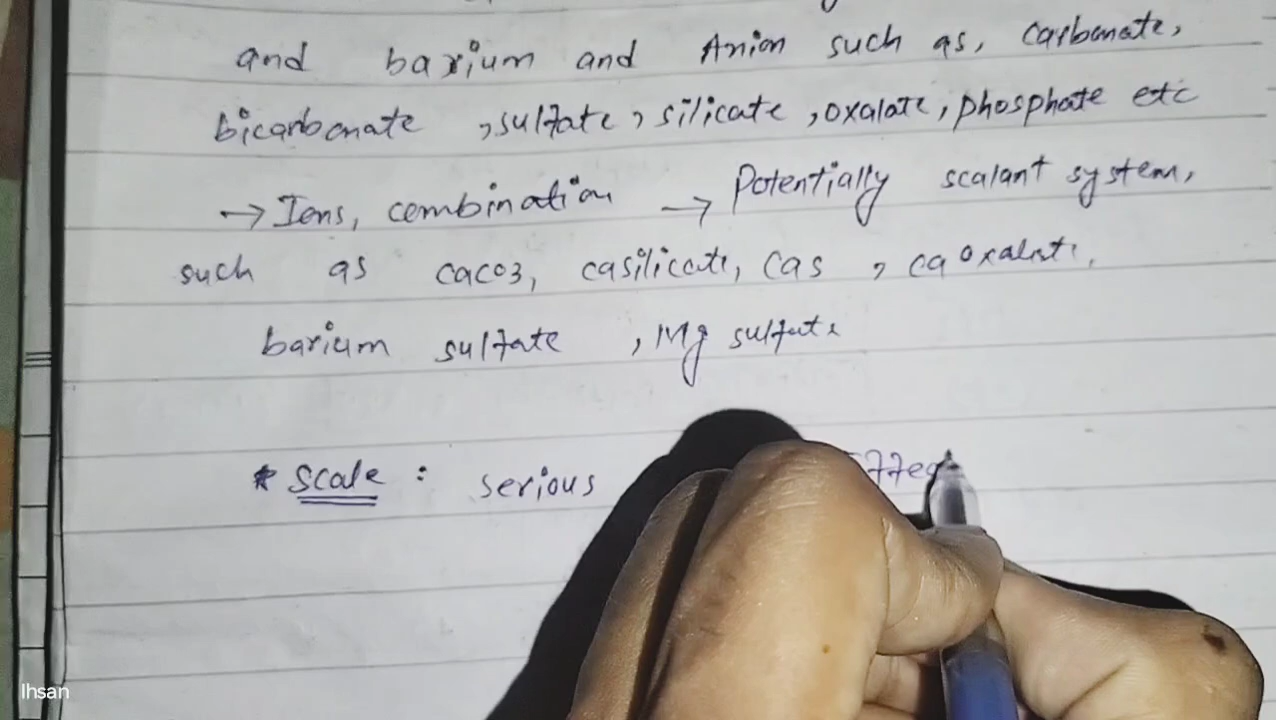 and barium and Anion such as, carbonate,
bicarbonate , sulfate, silicate, oxalate, phosphate etc
→ Ions, combination → Potentially scalant system,
such as caco3, casilicate, cas , ca oxalate,
barium sulfate , Mg sulfate
* Scale : serious
Ihsan